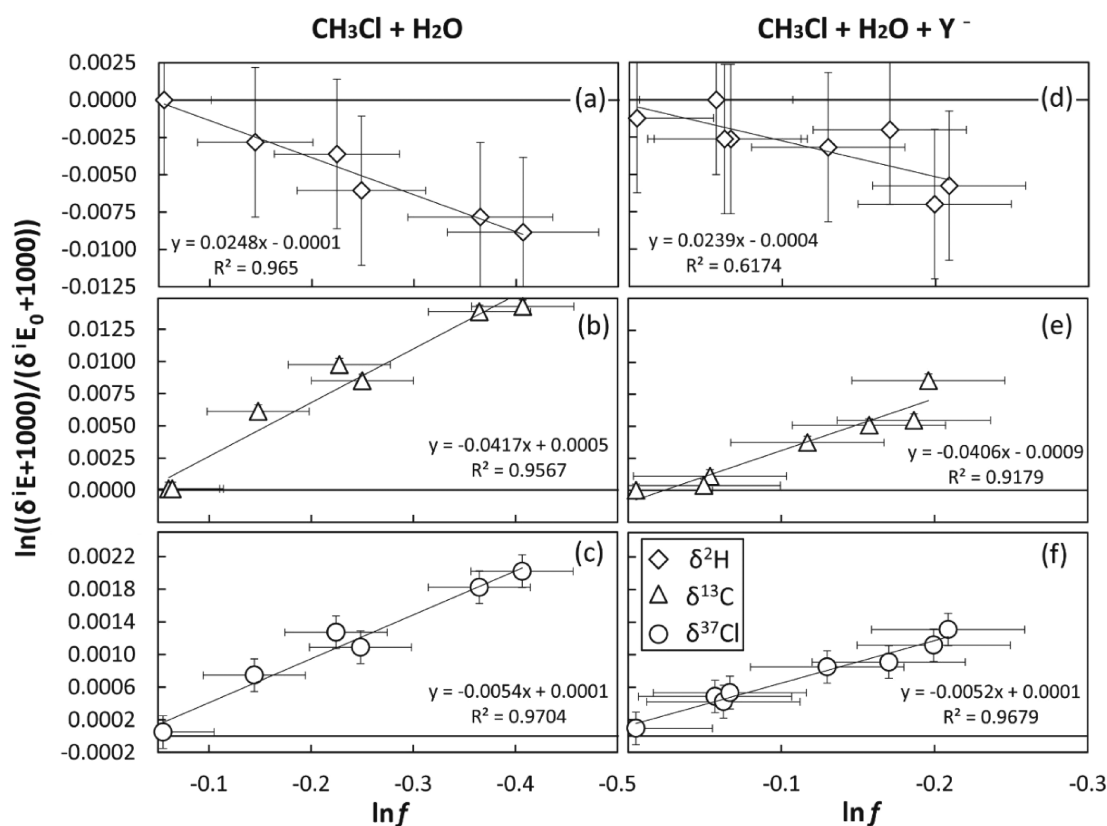 CH₃Cl + H₂O
CH₃Cl + H₂O + Y ⁻
ln((δⁱE+1000)/(δⁱE₀+1000))
0.0025
0.0000
-0.0025
-0.0050
-0.0075
-0.0100
-0.0125
(a)
y = 0.0248x - 0.0001
R² = 0.965
(d)
y = 0.0239x - 0.0004
R² = 0.6174
0.0125
0.0100
0.0075
0.0050
0.0025
0.0000
(b)
y = -0.0417x + 0.0005
R² = 0.9567
(e)
y = -0.0406x - 0.0009
R² = 0.9179
0.0022
0.0018
0.0014
0.0010
0.0006
0.0002
-0.0002
(c)
y = -0.0054x + 0.0001
R² = 0.9704
δ²H
δ¹³C
δ³⁷Cl
(f)
y = -0.0052x + 0.0001
R² = 0.9679
-0.1 -0.2 -0.3 -0.4 -0.5 -0.1 -0.2 -0.3
ln f
ln f